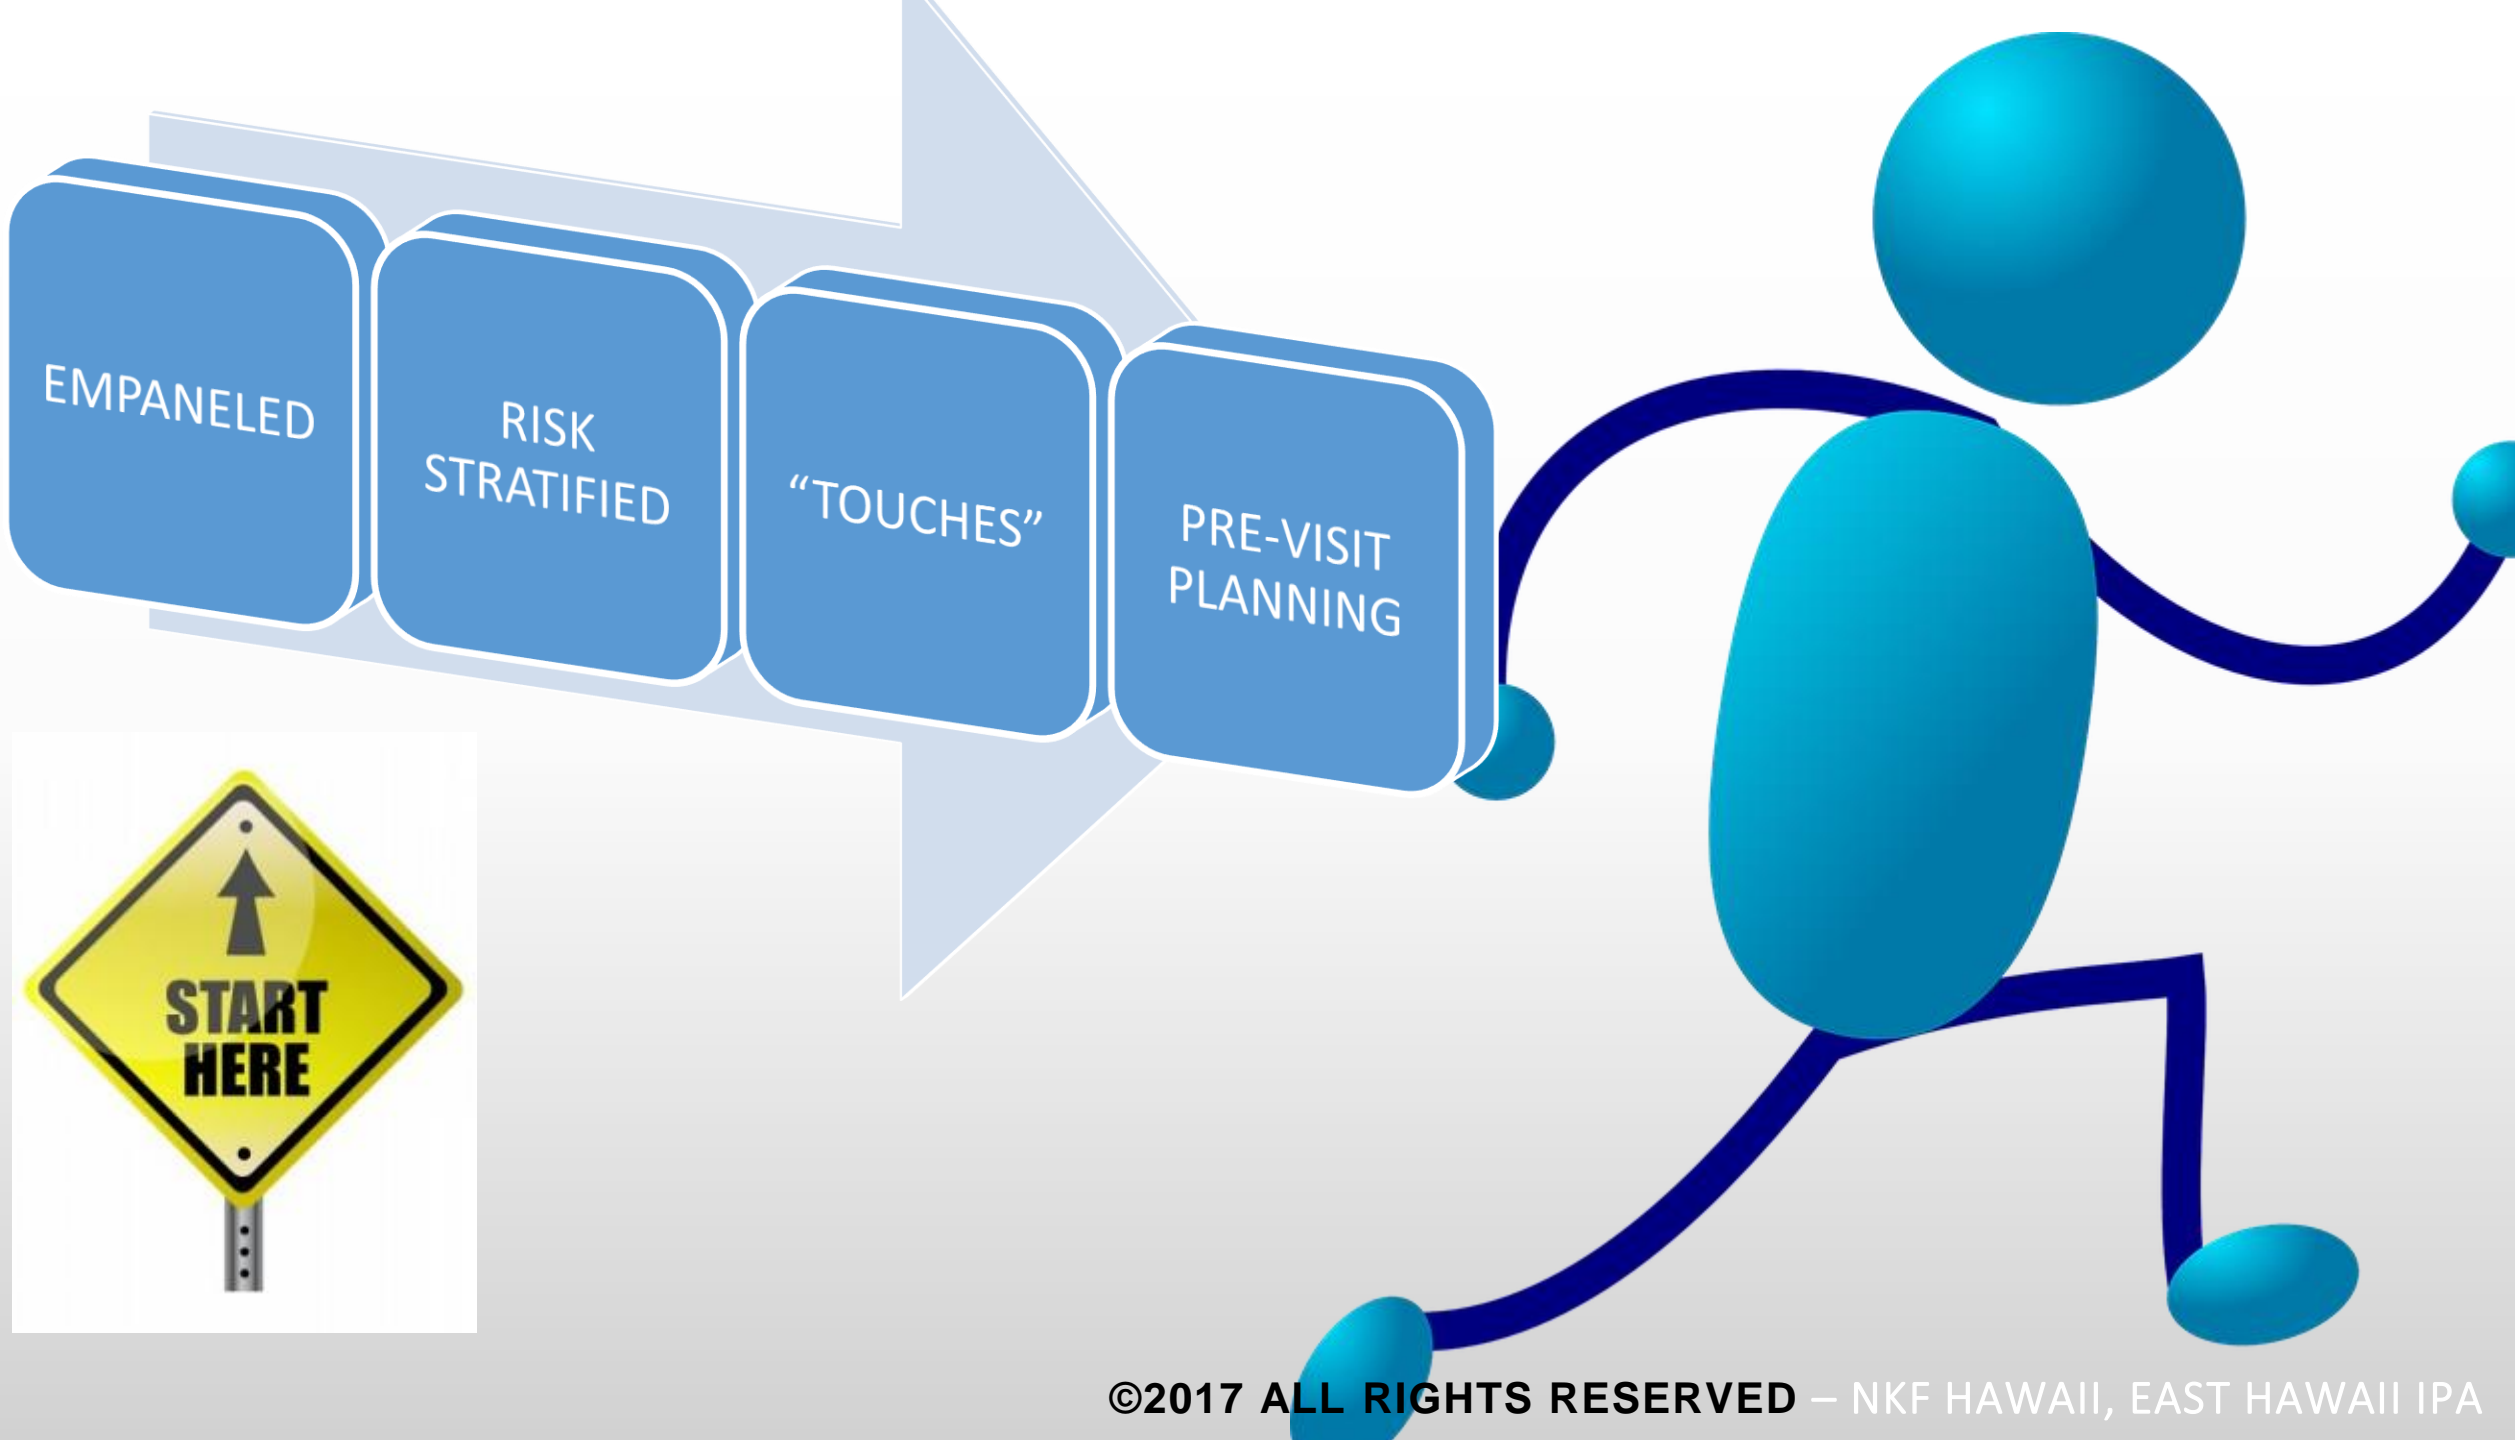 EMPANELED
RISK
STRATIFIED
“TOUCHES”
PRE-VISIT
PLANNING
START
HERE
©2017 ALL RIGHTS RESERVED – NKF HAWAII, EAST HAWAII IPA